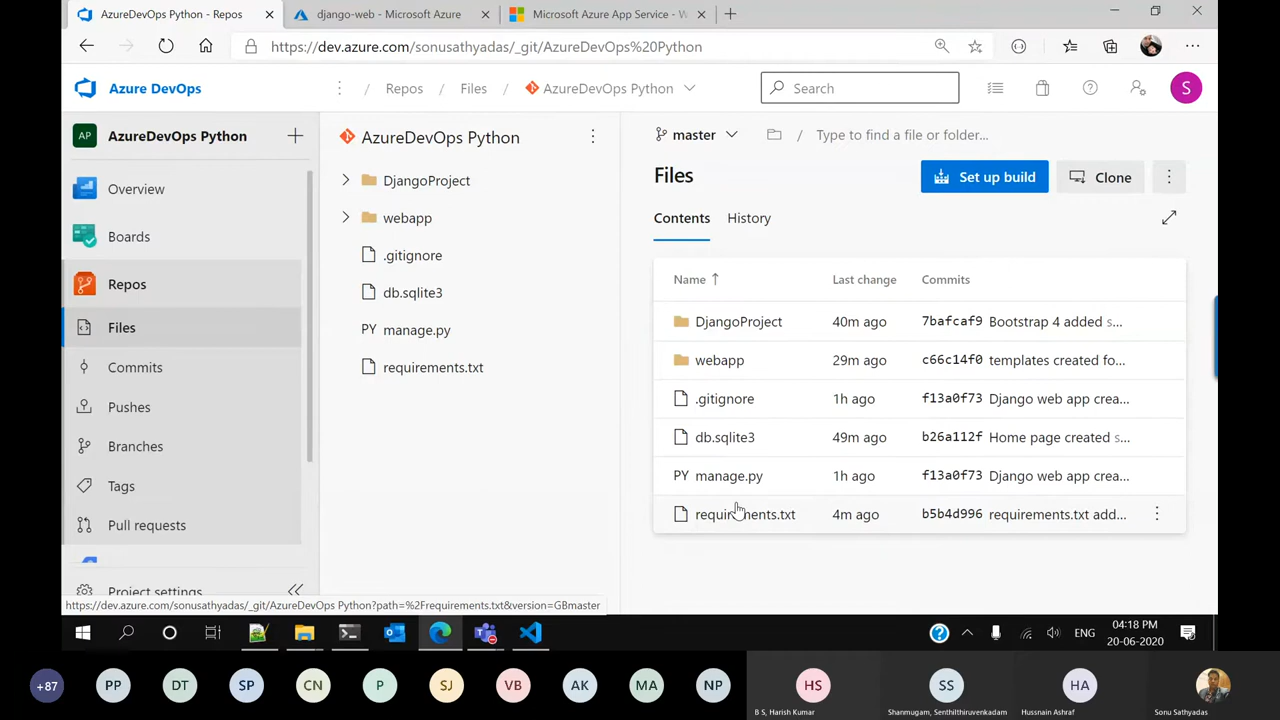 AzureDevOps Python - Repos
django-web - Microsoft Azure
Microsoft Azure App Service - W
https://dev.azure.com/sonusathyadas/_git/AzureDevOps%20Python
Azure DevOps
/ Repos / Files / AzureDevOps Python
Search
S
AP AzureDevOps Python
Overview
Boards
Repos
Files
Commits
Pushes
Branches
Tags
Pull requests
Project settings
AzureDevOps Python
DjangoProject
webapp
.gitignore
db.sqlite3
PY manage.py
requirements.txt
master / Type to find a file or folder...
Files
Set up build
Clone
Contents
History
Name ↑ Last change Commits
DjangoProject 40m ago 7bafcaf9 Bootstrap 4 added s...
webapp 29m ago c66c14f0 templates created fo...
.gitignore 1h ago f13a0f73 Django web app crea...
db.sqlite3 49m ago b26a112f Home page created s...
PY manage.py 1h ago f13a0f73 Django web app crea...
requirements.txt 4m ago b5b4d996 requirements.txt add...
https://dev.azure.com/sonusathyadas/_git/AzureDevOps Python?path=%2Frequirements.txt&version=GBmaster
ENG
04:18 PM
20-06-2020
+87 PP DT SP CN P SJ VB AK MA NP HS SS HA
B S, Harish Kumar
Shanmugam, Senthilthiruvenkadam
Hussnain Ashraf
Sonu Sathyadas